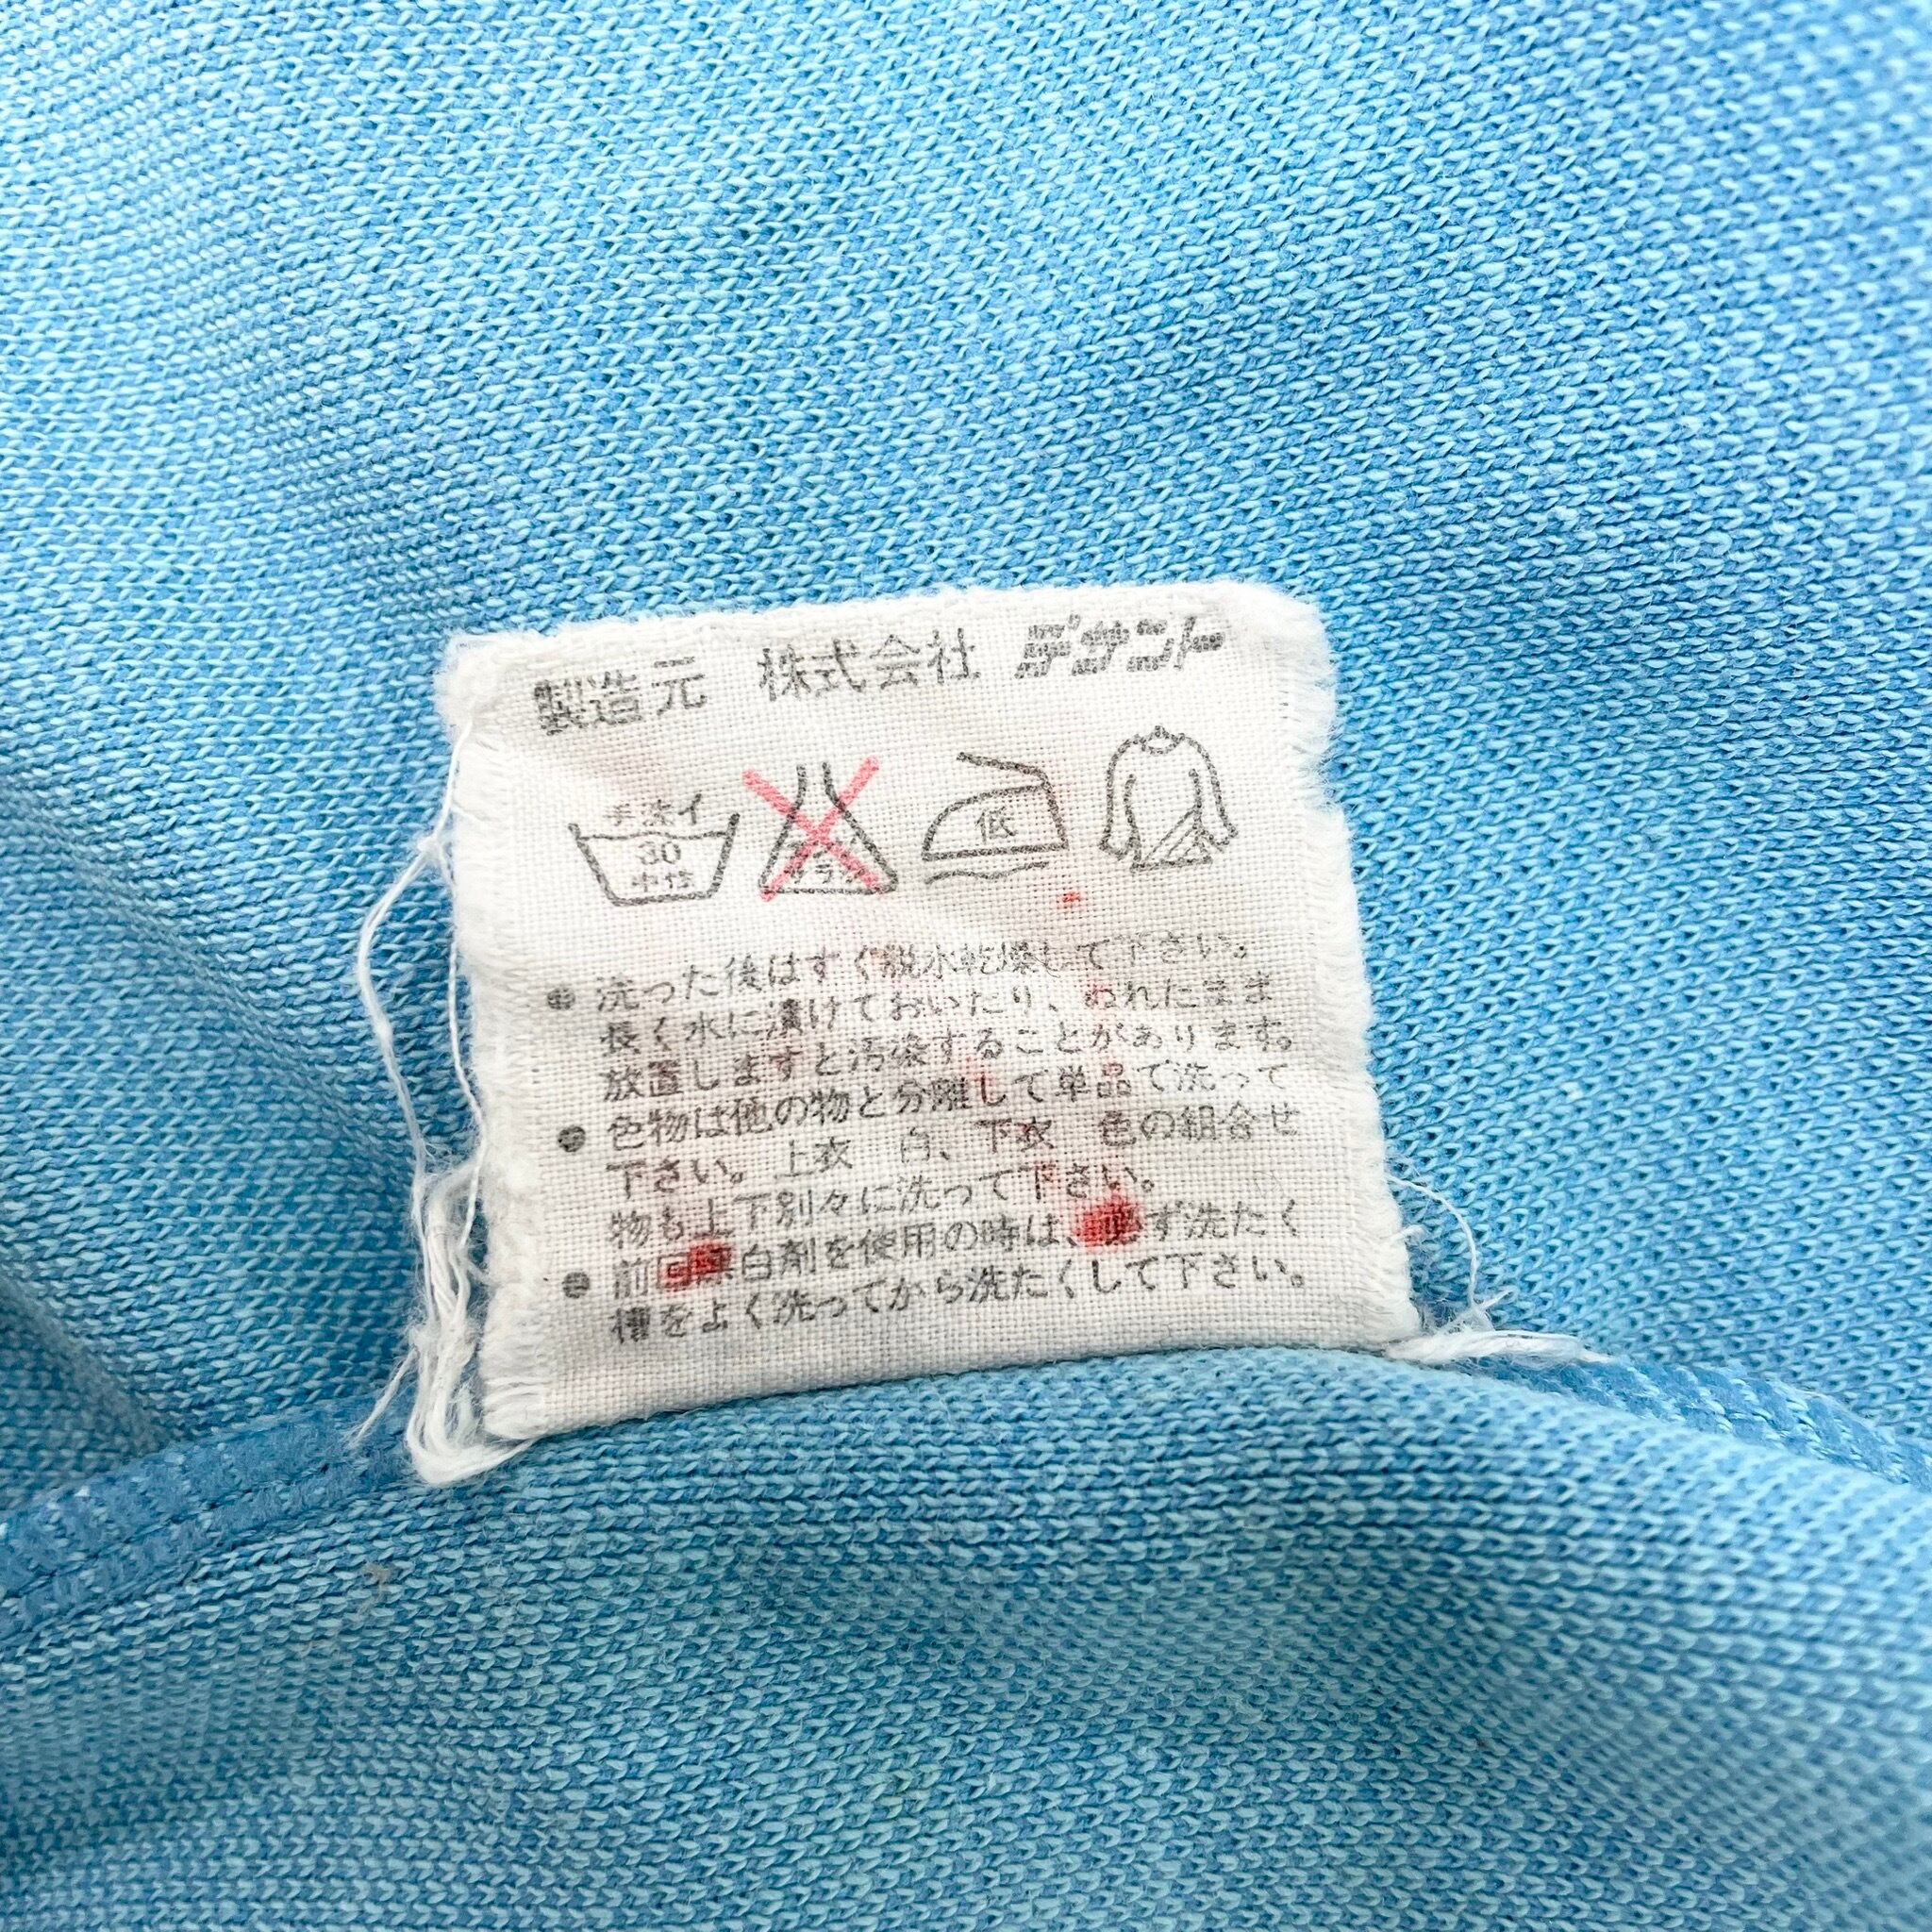 製造元 株式会社 デサント
手洗イ
30
中性
低
● 洗った後はすぐ脱水乾燥して下さい。
長く水に漬けておいたり、ぬれたまま
放置しますと汚染することがあります。
● 色物は他の物と分離して単品で洗って
下さい。上衣 白、下衣 色の組合せ
物も上下別々に洗って下さい。
● 前回漂白剤を使用の時は、必ず洗たく
槽をよく洗ってから洗たくして下さい。